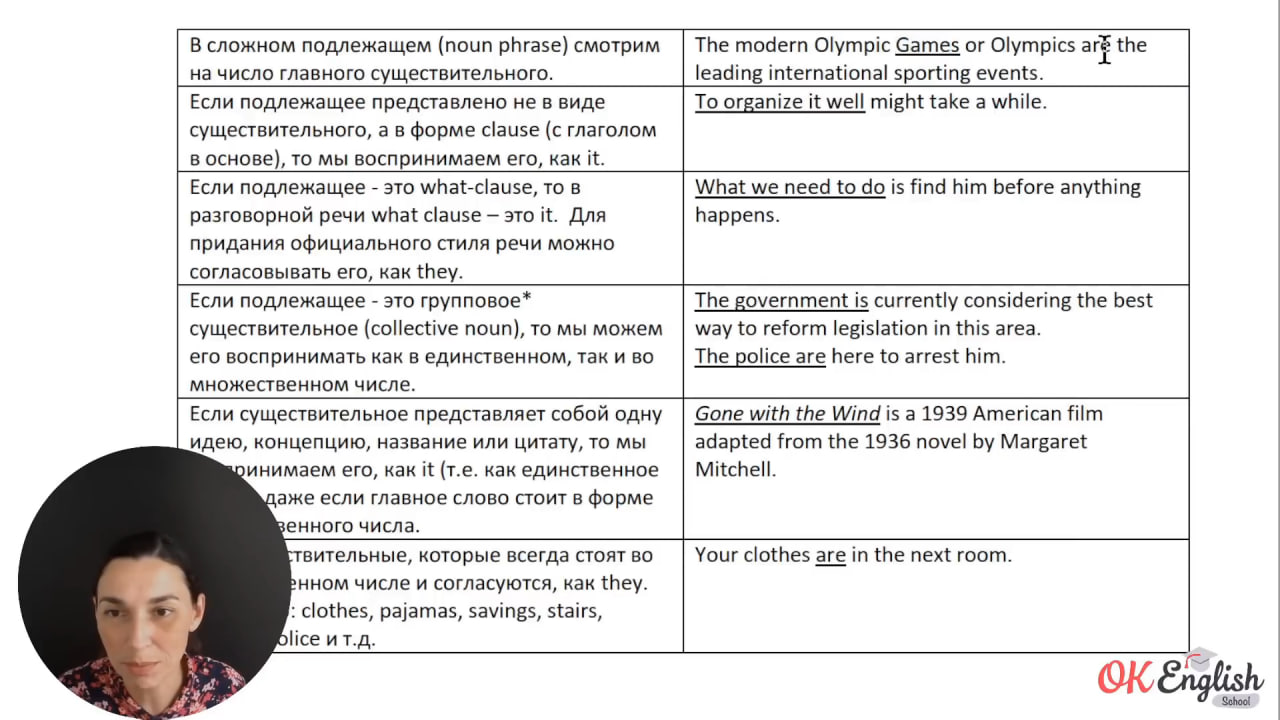 В сложном подлежащем (noun phrase) смотрим
на число главного существительного.
The modern Olympic Games or Olympics are the
leading international sporting events.
Если подлежащее представлено не в виде
существительного, а в форме clause (с глаголом
в основе), то мы воспринимаем его, как it.
To organize it well might take a while.
Если подлежащее - это what-clause, то в
разговорной речи what clause – это it. Для
придания официального стиля речи можно
согласовывать его, как they.
What we need to do is find him before anything
happens.
Если подлежащее - это групповое*
существительное (collective noun), то мы можем
его воспринимать как в единственном, так и во
множественном числе.
The government is currently considering the best
way to reform legislation in this area.
The police are here to arrest him.
Если существительное представляет собой одну
идею, концепцию, название или цитату, то мы
принимаем его, как it (т.е. как единственное
даже если главное слово стоит в форме
венного числа.
Gone with the Wind is a 1939 American film
adapted from the 1936 novel by Margaret
Mitchell.
ствительные, которые всегда стоят во
енном числе и согласуются, как they.
: clothes, pajamas, savings, stairs,
olice и т.д.
Your clothes are in the next room.
OK English
School